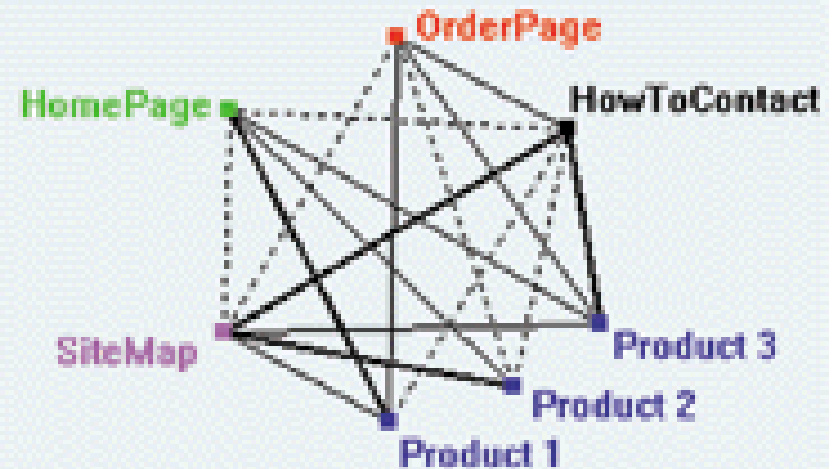 OrderPage
HomePage
HowToContact
SiteMap
Product 3
Product 2
Product 1